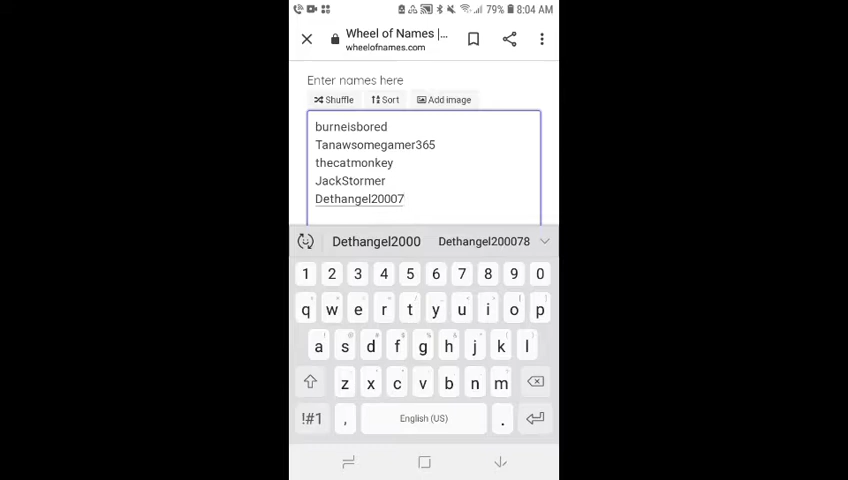 79% 8:04 AM
Wheel of Names |...
wheelofnames.com
Enter names here
Shuffle Sort Add image
burneisbored
Tanawsomegamer365
thecatmonkey
JackStormer
Dethangel20007
Dethangel2000 Dethangel200078
1 2 3 4 5 6 7 8 9 0
q w e r t y u i o p
a s d f g h j k l
z x c v b n m
!#1 , English (US) .